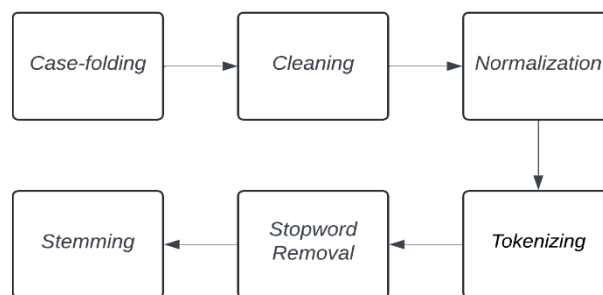 Case-folding
Cleaning
Normalization
Stemming
Stopword
Removal
Tokenizing